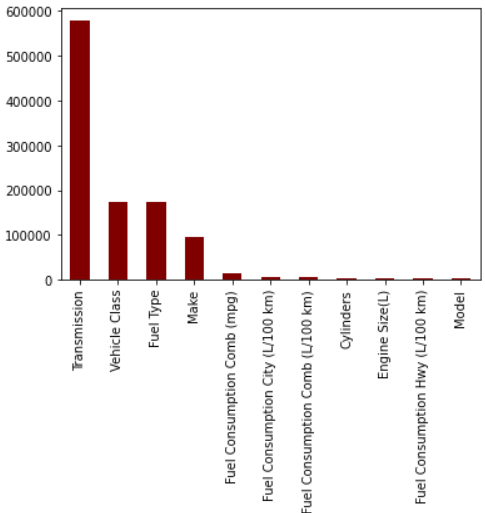 600000
500000
400000
300000
200000
100000
0
Transmission
Vehicle Class
Fuel Type
Make
Fuel Consumption Comb (mpg)
Fuel Consumption City (L/100 km)
Fuel Consumption Comb (L/100 km)
Cylinders
Engine Size(L)
Fuel Consumption Hwy (L/100 km)
Model